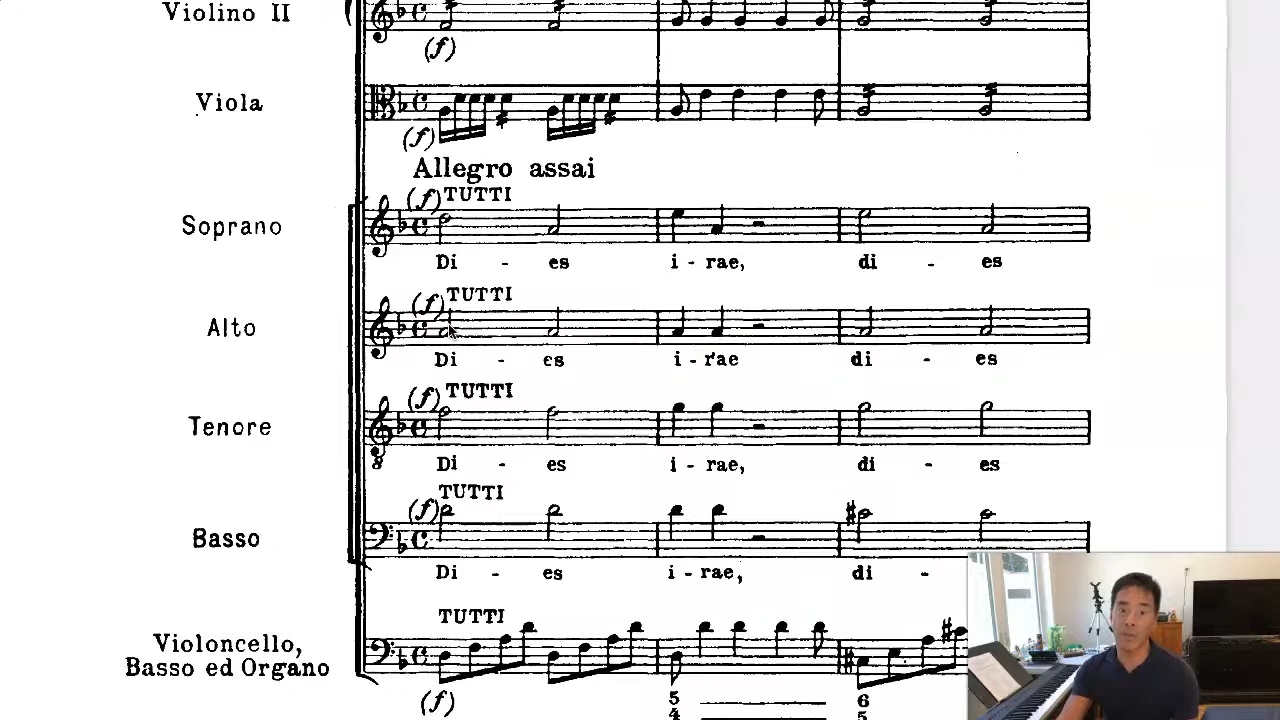 Violino II
(f)
Viola
(f)
Allegro assai
(f) TUTTI
Soprano
Di - es i - rae, di - es
(f) TUTTI
Alto
Di - es i - rae di - es
(f) TUTTI
Tenore
8
Di - es i - rae, di - es
TUTTI
(f)
Basso
Di - es i - rae, di -
TUTTI
Violoncello,
Basso ed Organo
(f)
5 6
4 5